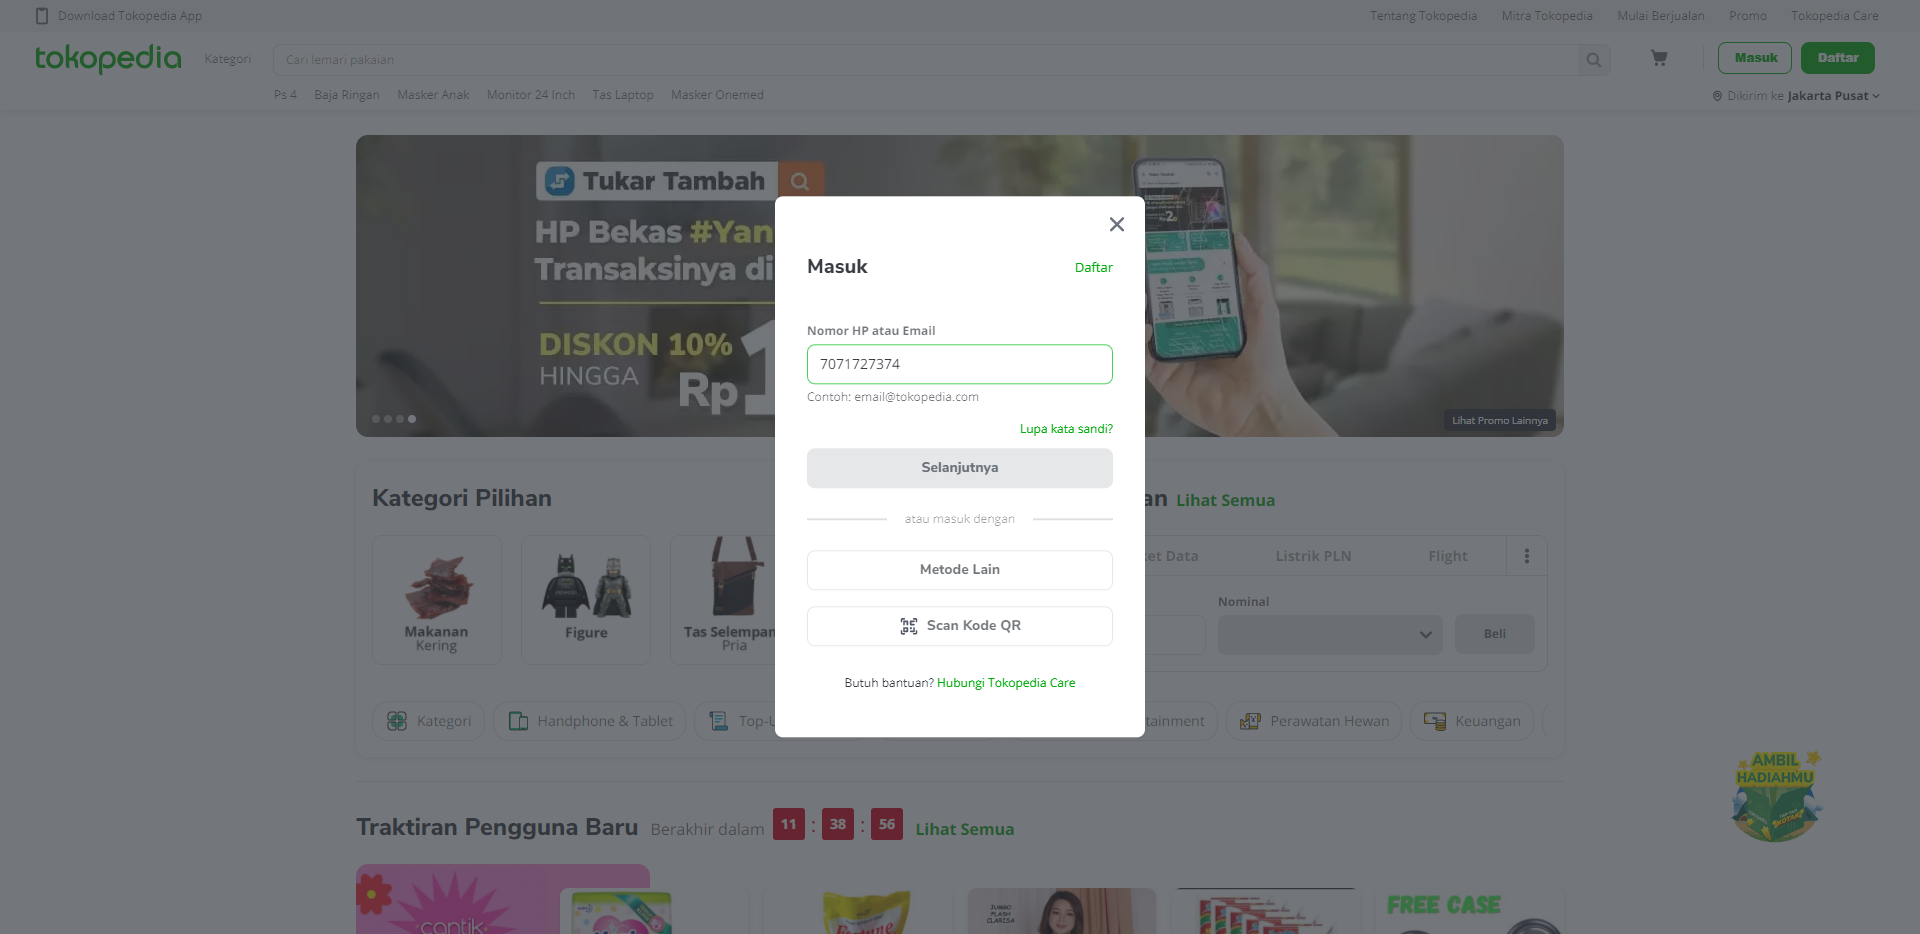 Download Tokopedia App
Tentang Tokopedia Mitra Tokopedia Mulai Berjualan Promo Tokopedia Care
tokopedia Kategori Cari lemari pakaian Masuk Daftar
Ps 4 Baja Ringan Masker Anak Monitor 24 Inch Tas Laptop Masker Onemed
Dikirim ke Jakarta Pusat
Tukar Tambah
HP Bekas #Yan
Transaksinya di
DISKON 10%
HINGGA
Rp1
Lihat Promo Lainnya
Masuk Daftar
Nomor HP atau Email
7071727374
Contoh: email@tokopedia.com
Lupa kata sandi?
Selanjutnya
atau masuk dengan
Metode Lain
Scan Kode QR
Butuh bantuan? Hubungi Tokopedia Care
Kategori Pilihan
Lihat Semua
Makanan
Kering
Figure
Tas Selempan
Pria
et Data Listrik PLN Flight
Nominal
Beli
Kategori Handphone & Tablet Top-U tainment Perawatan Hewan Keuangan
AMBIL
HADIAHMU
Traktiran Pengguna Baru Berakhir dalam 11 : 38 : 56 Lihat Semua
cantik
Fortune
JUMBO
FLASH
CLARISA
FREE CASE